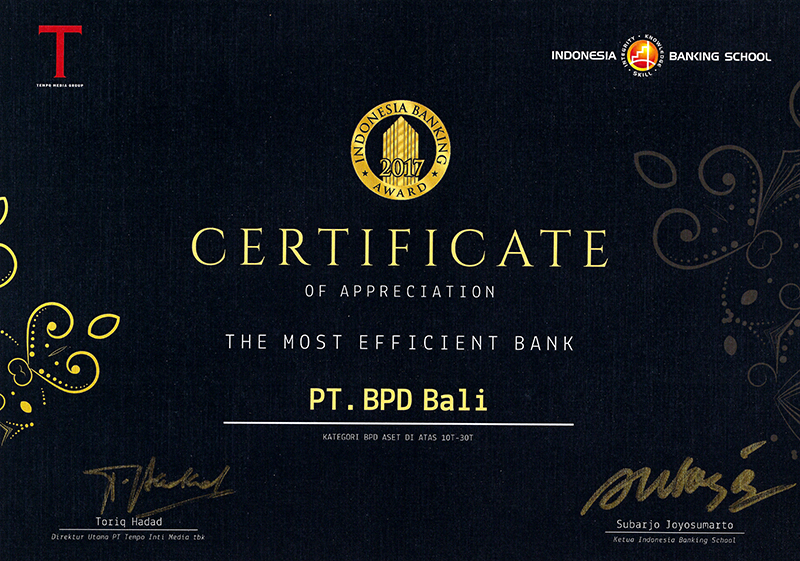 T
TEMPO MEDIA GROUP
INDONESIA BANKING SCHOOL
INTEGRITY • KNOWLEDGE • SKILL •
INDONESIA BANKING
2017
AWARD
CERTIFICATE
OF APPRECIATION
THE MOST EFFICIENT BANK
PT. BPD Bali
KATEGORI BPD ASET DI ATAS 10T-30T
T. Hadad
Toriq Hadad
Direktur Utama PT Tempo Inti Media tbk
Subarjo Joyosumarto
Ketua Indonesia Banking School